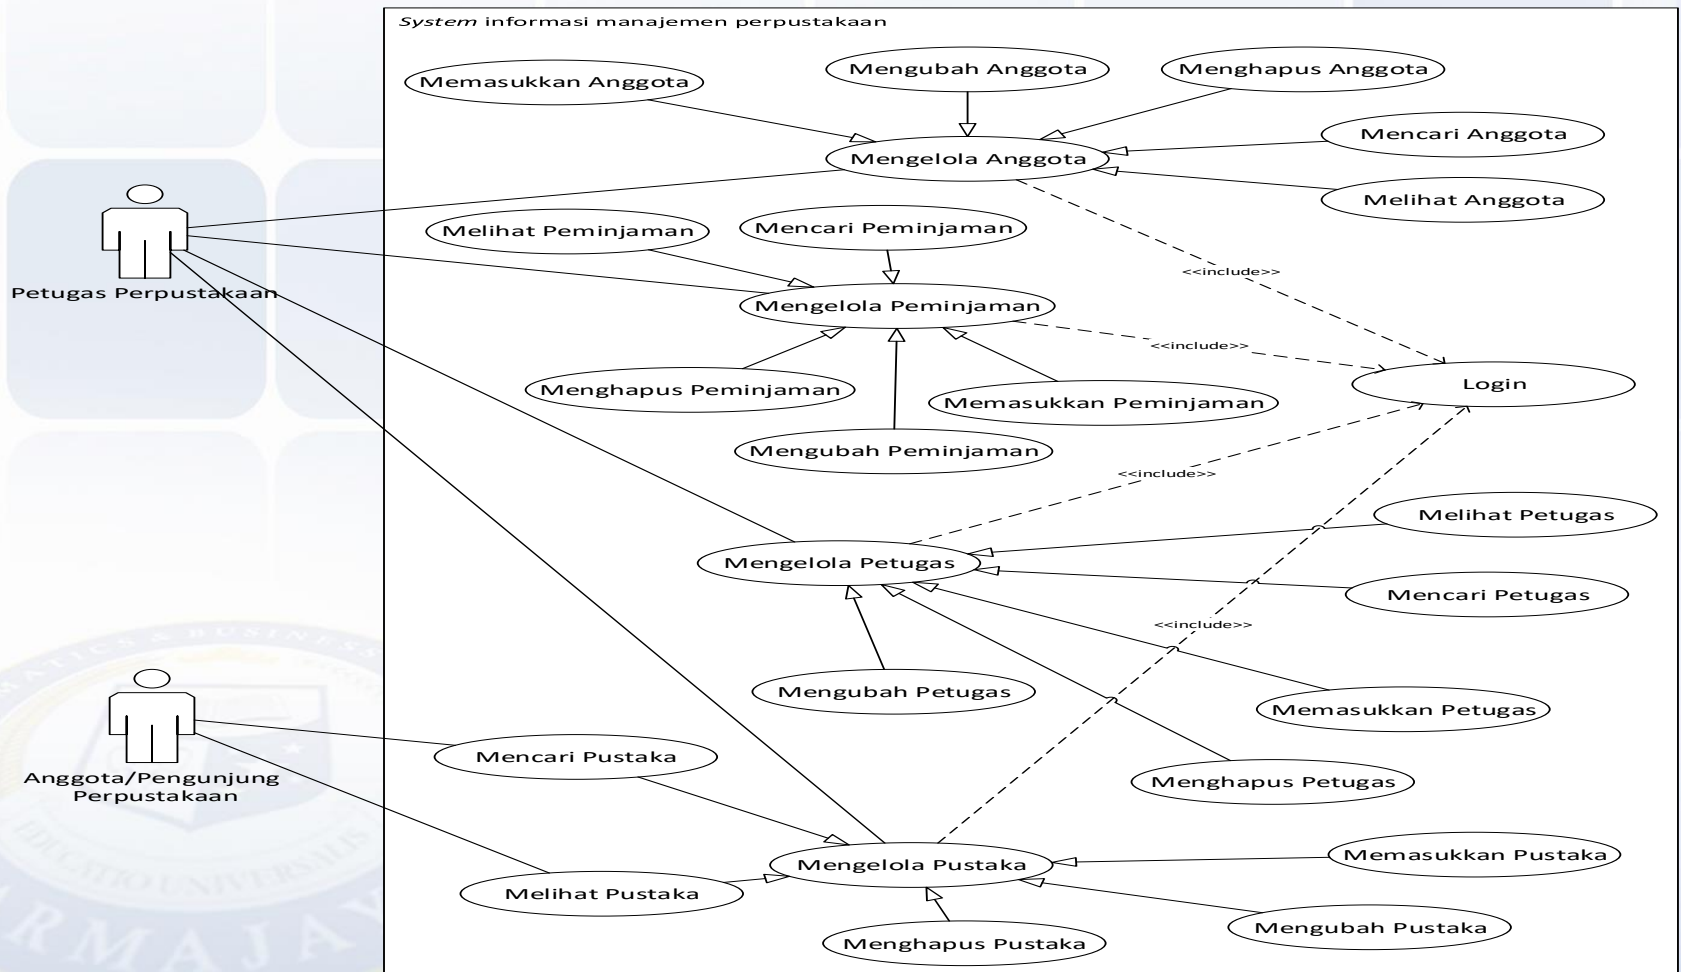 System informasi manajemen perpustakaan
Memasukkan Anggota
Mengubah Anggota
Menghapus Anggota
Mencari Anggota
Mengelola Anggota
Melihat Anggota
Melihat Peminjaman
Mencari Peminjaman
<<include>>
Petugas Perpustakaan
Mengelola Peminjaman
<<include>>
Login
Menghapus Peminjaman
Memasukkan Peminjaman
Mengubah Peminjaman
<<include>>
Melihat Petugas
Mengelola Petugas
Mencari Petugas
<<include>>
Mengubah Petugas
Memasukkan Petugas
Mencari Pustaka
Menghapus Petugas
Anggota/Pengunjung
Perpustakaan
Mengelola Pustaka
Memasukkan Pustaka
Melihat Pustaka
Mengubah Pustaka
Menghapus Pustaka
EDUCATIO UNIVERSALIS